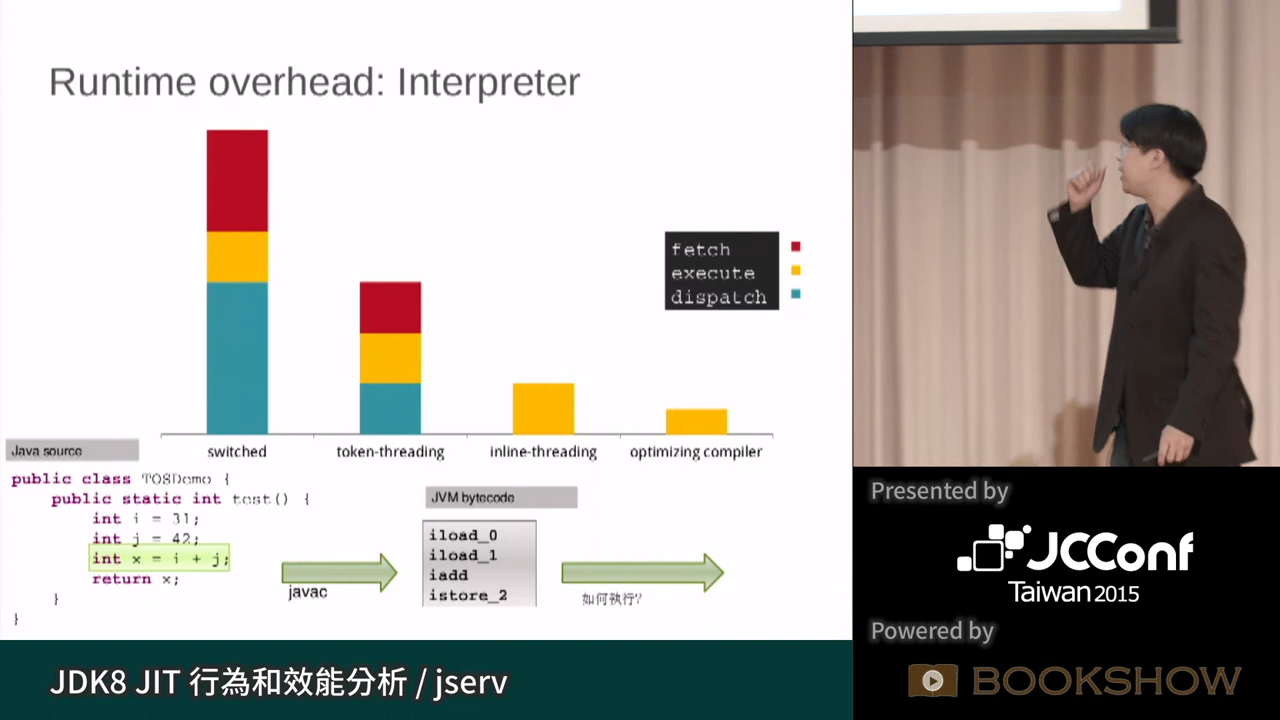 Runtime overhead: Interpreter
fetch
execute
dispatch
switched
token-threading
inline-threading
optimizing compiler
Java source
public class TOSDemo {
public static int test() {
int i = 31;
int j = 42;
int x = i + j;
return x;
}
}
javac
JVM bytecode
iload_0
iload_1
iadd
istore_2
如何執行?
JDK8 JIT 行為和效能分析 / jserv
Presented by
JCConf
Taiwan 2015
Powered by
BOOKSHOW